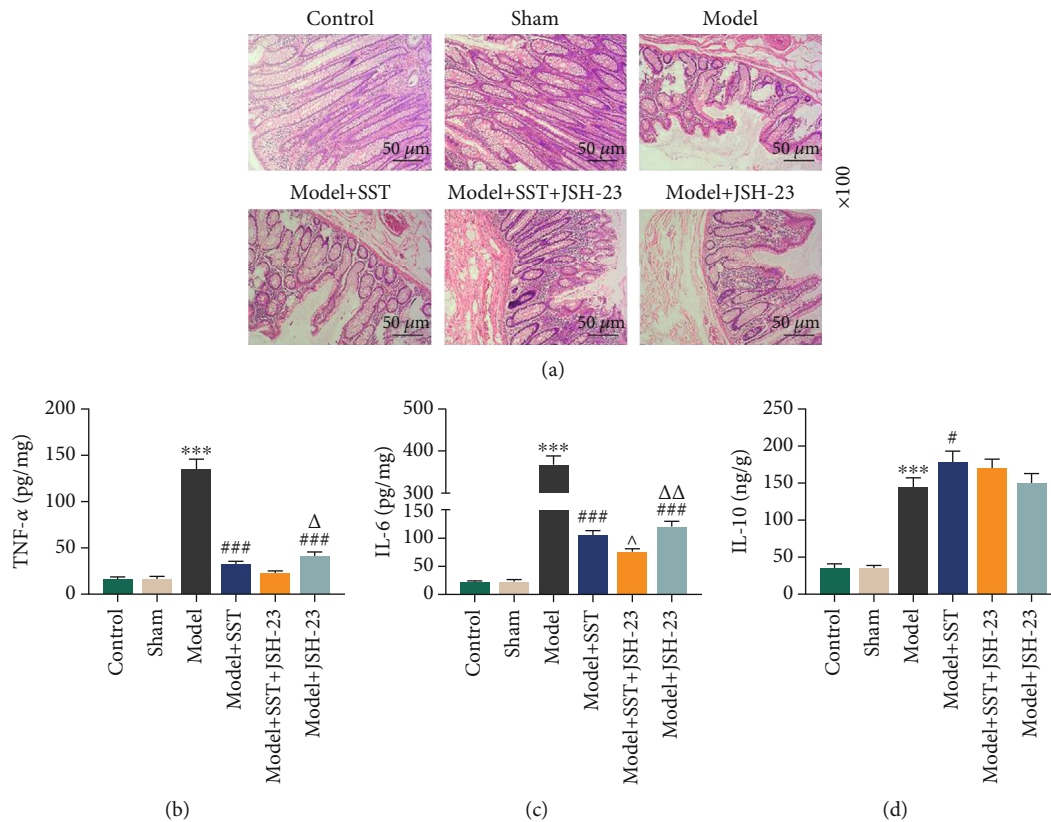 Control
Sham
Model
50 μm
50 μm
50 μm
Model+SST
Model+SST+JSH-23
Model+JSH-23
50 μm
50 μm
50 μm
×100
(a)
TNF-α (pg/mg)
200
150
100
50
0
***
###
Δ
###
Control
Sham
Model
Model+SST
Model+SST+JSH-23
Model+JSH-23
(b)
IL-6 (pg/mg)
500
400
300
150
100
50
0
***
###
^
ΔΔ
###
Control
Sham
Model
Model+SST
Model+SST+JSH-23
Model+JSH-23
(c)
IL-10 (ng/g)
250
200
150
100
50
0
***
#
Control
Sham
Model
Model+SST
Model+SST+JSH-23
Model+JSH-23
(d)